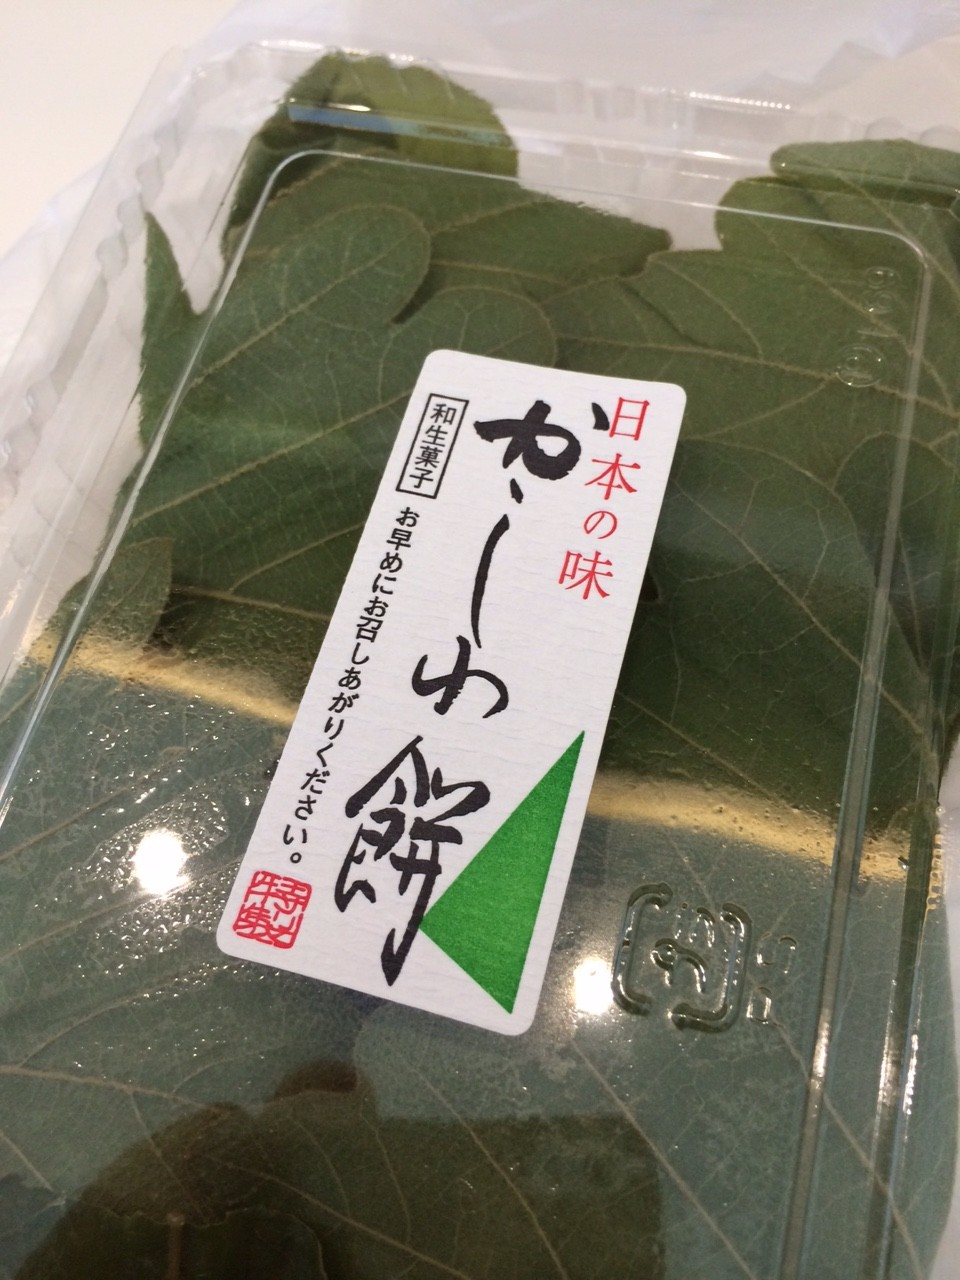 日本の味
かしわ餅
和生菓子
お早めにお召しあがりください。
特製